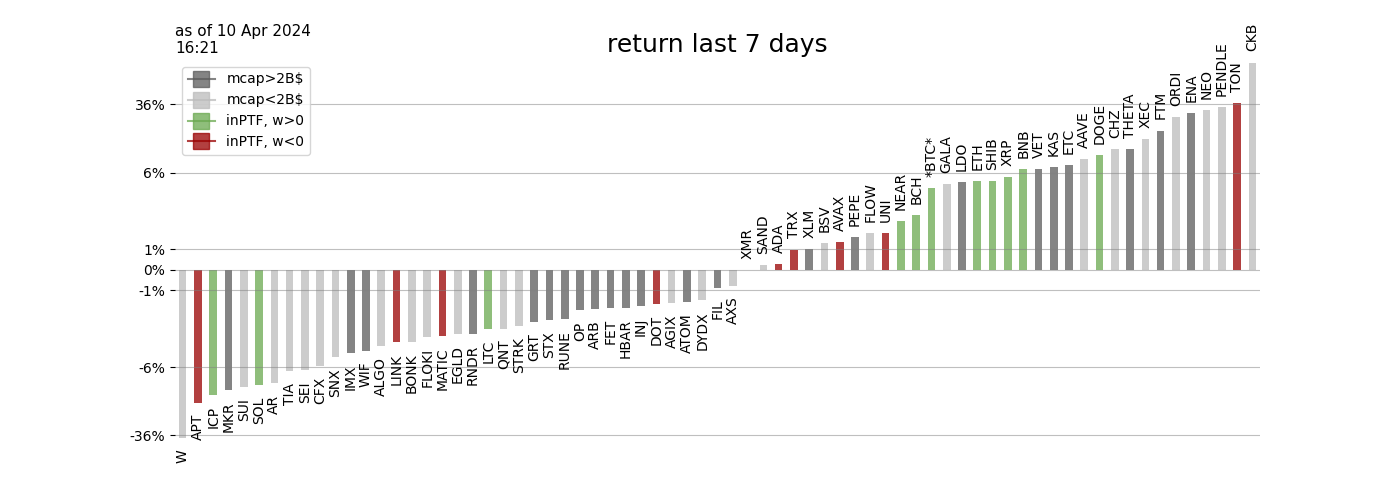 as of 10 Apr 2024
16:21
return last 7 days
mcap>2B$
mcap<2B$
inPTF, w>0
inPTF, w<0
36%
6%
1%
0%
-1%
-6%
-36%
W
APT
ICP
MKR
SUI
SOL
AR
TIA
SEI
CFX
SNX
IMX
WIF
ALGO
LINK
BONK
FLOKI
MATIC
EGLD
RNDR
LTC
QNT
STRK
GRT
STX
RUNE
OP
ARB
FET
HBAR
INJ
DOT
AGIX
ATOM
DYDX
FIL
AXS
XMR
SAND
ADA
TRX
XLM
BSV
AVAX
PEPE
FLOW
UNI
NEAR
BCH
*BTC*
GALA
LDO
ETH
SHIB
XRP
BNB
VET
KAS
ETC
AAVE
DOGE
CHZ
THETA
XEC
FTM
ORDI
ENA
NEO
PENDLE
TON
CKB